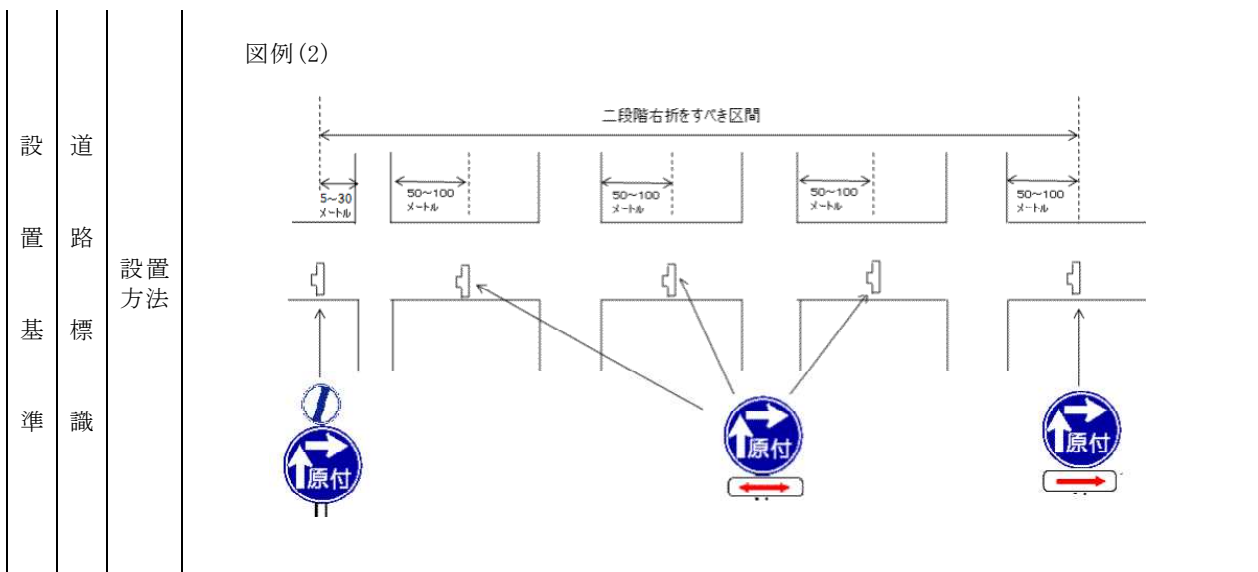 設置基準
道路標識
設置
方法
図例(2)
二段階右折をすべき区間
5~30
メートル
50~100
メートル
50~100
メートル
50~100
メートル
50~100
メートル
原付
原付
原付